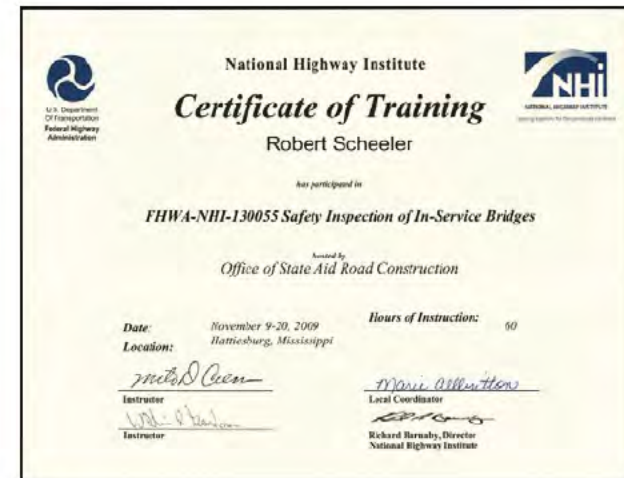 National Highway Institute
Certificate of Training
Robert Scheeler
U.S. Department
Of Transportation
Federal Highway
Administration
NHI
NATIONAL HIGHWAY INSTITUTE
has participated in
FHWA-NHI-130055 Safety Inspection of In-Service Bridges
hosted by
Office of State Aid Road Construction
Date: November 9-20, 2009
Hours of Instruction: 60
Location: Hattiesburg, Mississippi
Instructor
Marie
Local Coordinator
Instructor
Richard Barnaby, Director
National Highway Institute